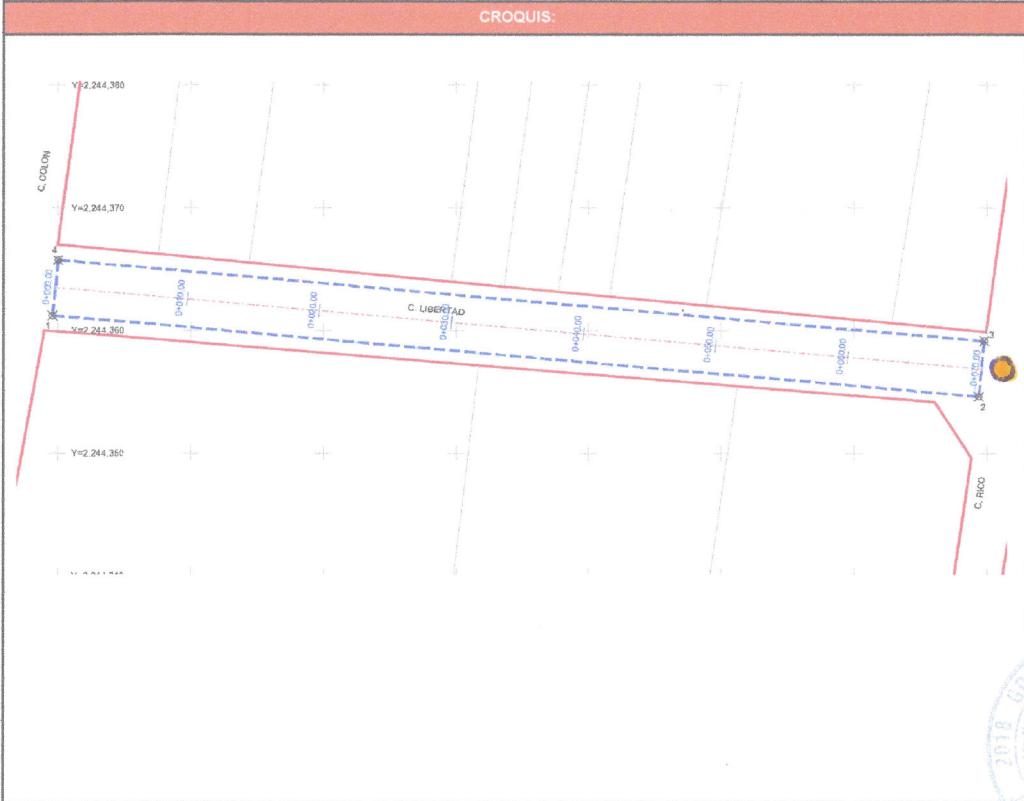 CROQUIS:
Y=2,244,380
C. COLON
Y=2,244,370
4
0+000.00
0+010.00
0+020.00
C. LIBERTAD
0+030.00
0+040.00
0+050.00
0+060.00
0+070.00
3
1
Y=2,244,360
2
Y=2,244,350
C. RICO
2018